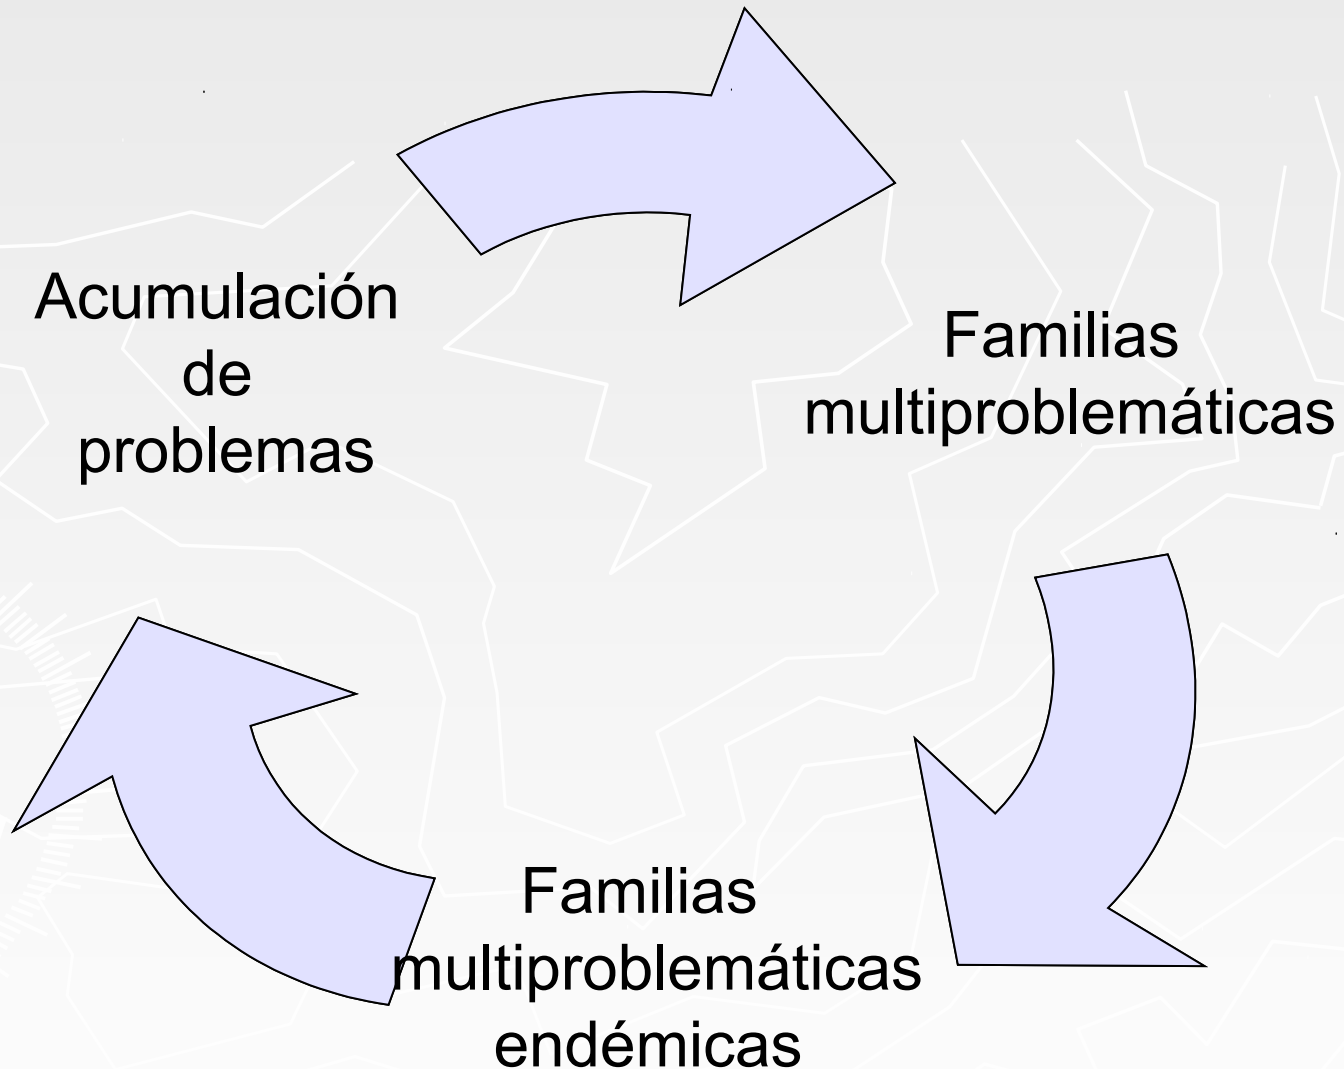 Acumulación
de
problemas
Familias
multiproblemáticas
Familias
multiproblemáticas
endémicas